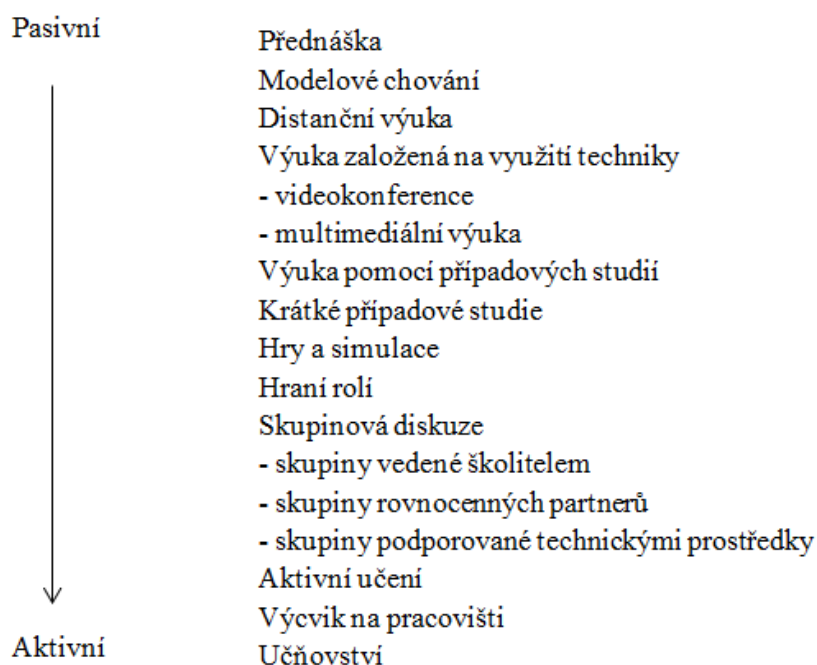 Pasivní
Přednáška
Modelové chování
Distanční výuka
Výuka založená na využití techniky
- videokonference
- multimediální výuka
Výuka pomocí případových studií
Krátké případové studie
Hry a simulace
Hraní rolí
Skupinová diskuze
- skupiny vedené školitelem
- skupiny rovnocenných partnerů
- skupiny podporované technickými prostředky
Aktivní učení
Výcvik na pracovišti
Aktivní
Učňovství